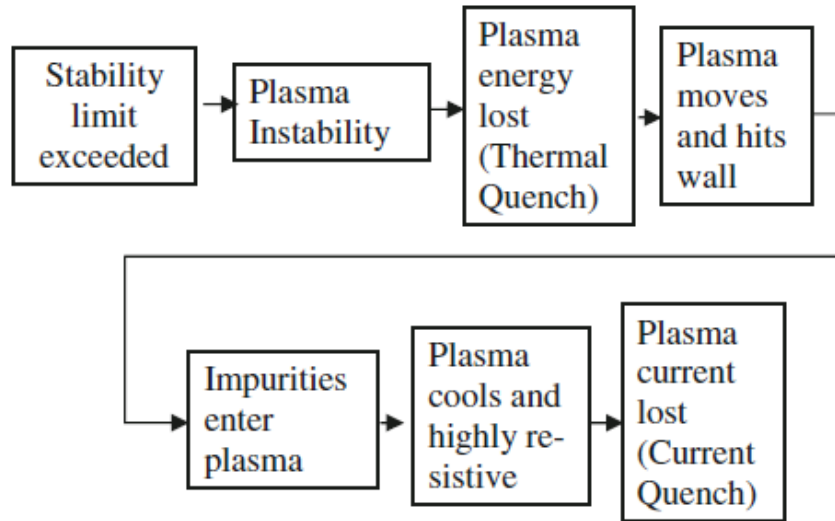 Stability
limit
exceeded
Plasma
Instability
Plasma
energy
lost
(Thermal
Quench)
Plasma
moves
and hits
wall
Impurities
enter
plasma
Plasma
cools and
highly re-
sistive
Plasma
current
lost
(Current
Quench)